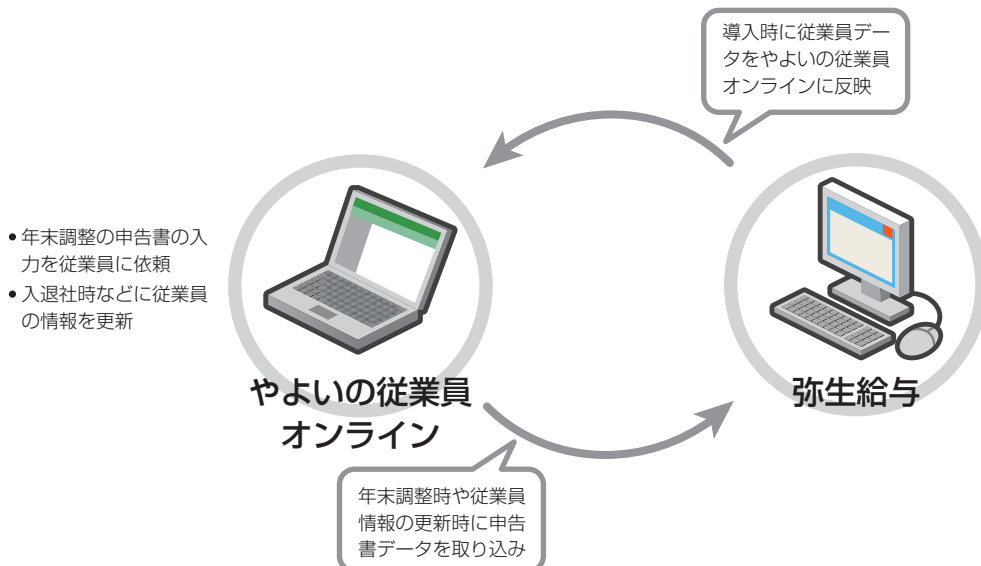 導入時に従業員デー
タをやよいの従業員
オンラインに反映
• 年末調整の申告書の入
力を従業員に依頼
• 入退社時などに従業員
の情報を更新
やよいの従業員
オンライン
弥生給与
年末調整時や従業員
情報の更新時に申告
書データを取り込み